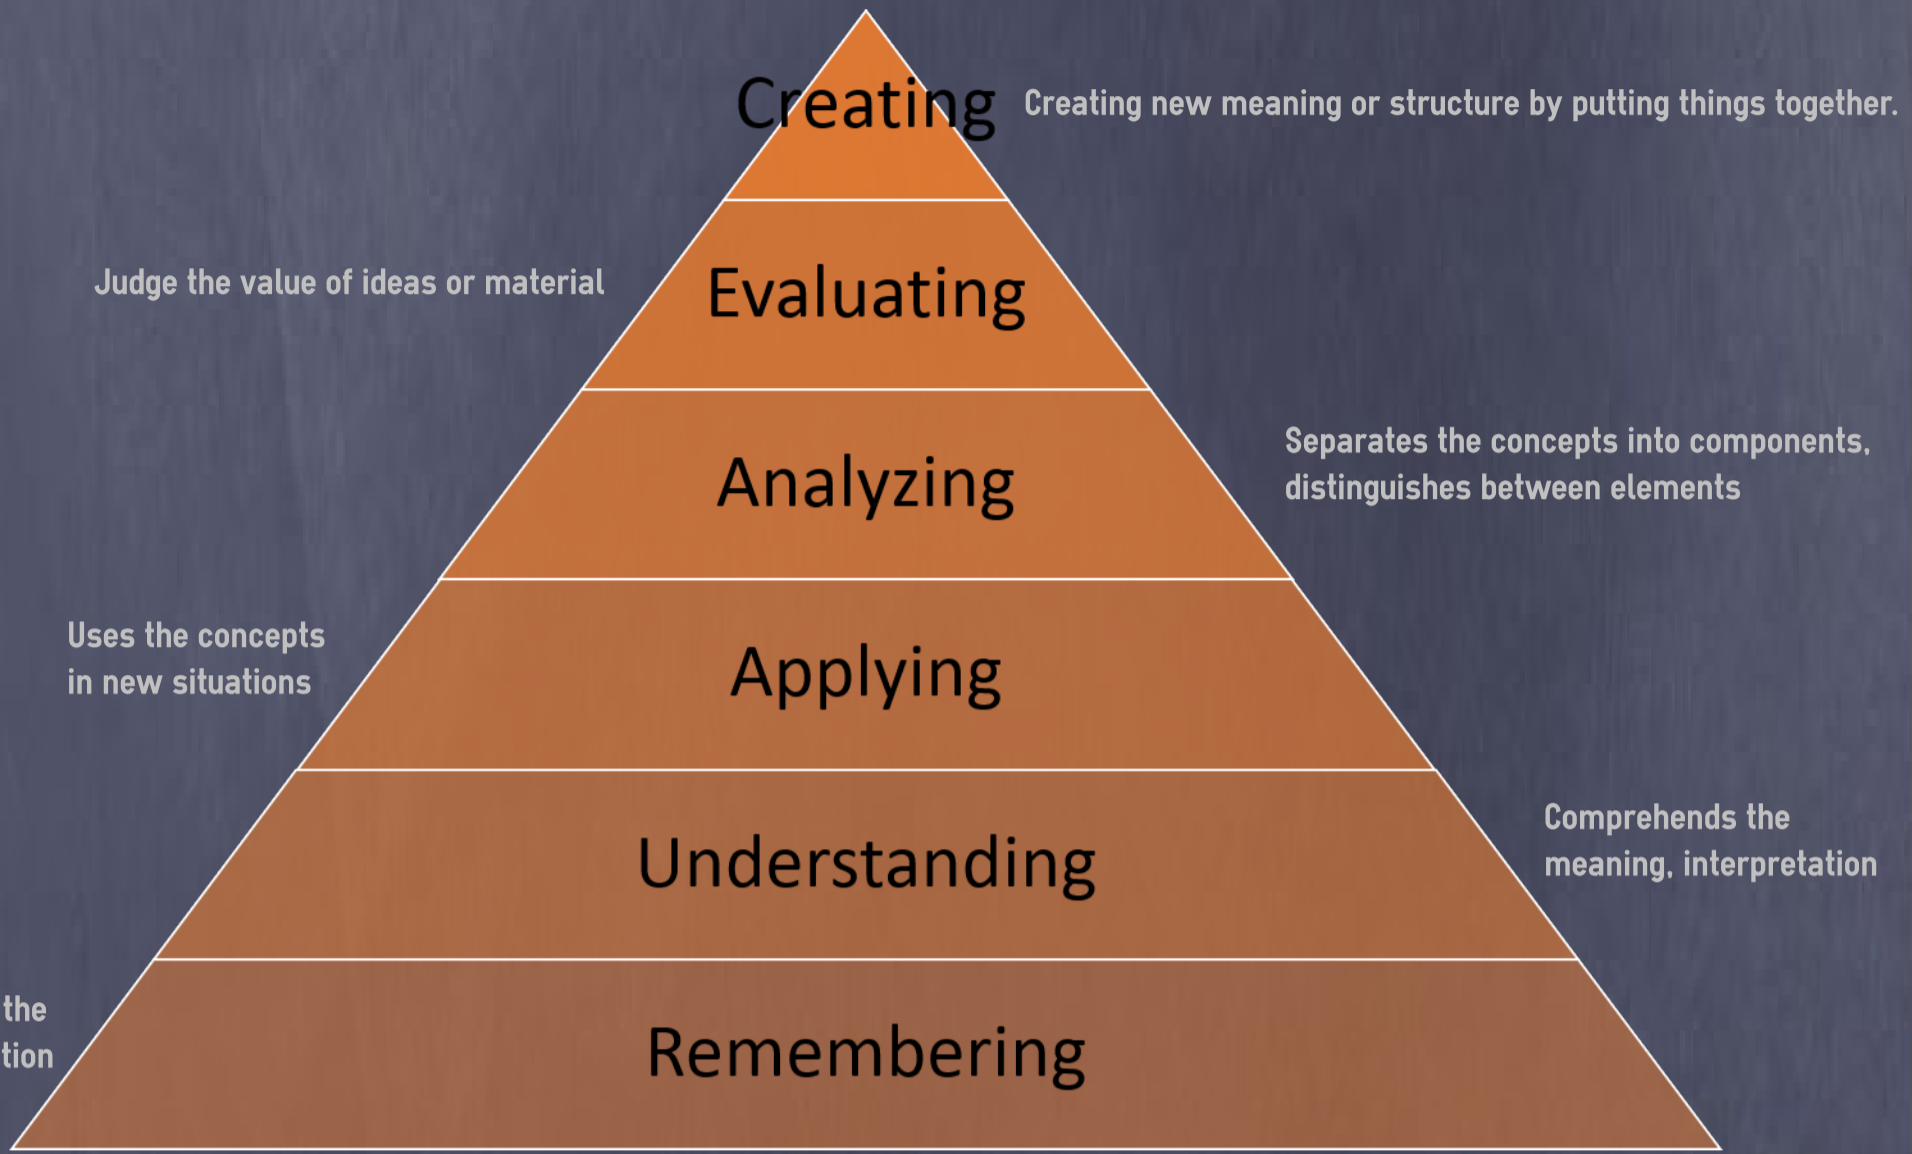 Creating
Creating new meaning or structure by putting things together.
Judge the value of ideas or material
Evaluating
Analyzing
Separates the concepts into components,
distinguishes between elements
Uses the concepts
in new situations
Applying
Understanding
Comprehends the
meaning, interpretation
the
tion
Remembering